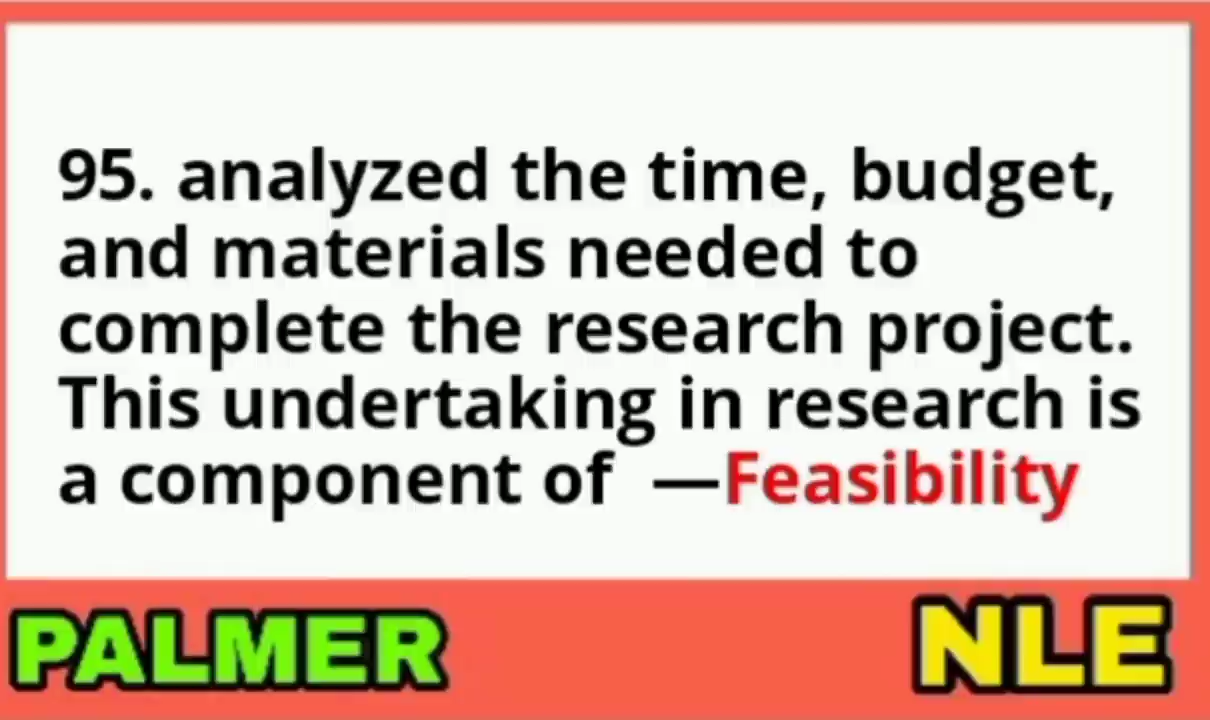 95. analyzed the time, budget,
and materials needed to
complete the research project.
This undertaking in research is
a component of —Feasibility
PALMER
NLE